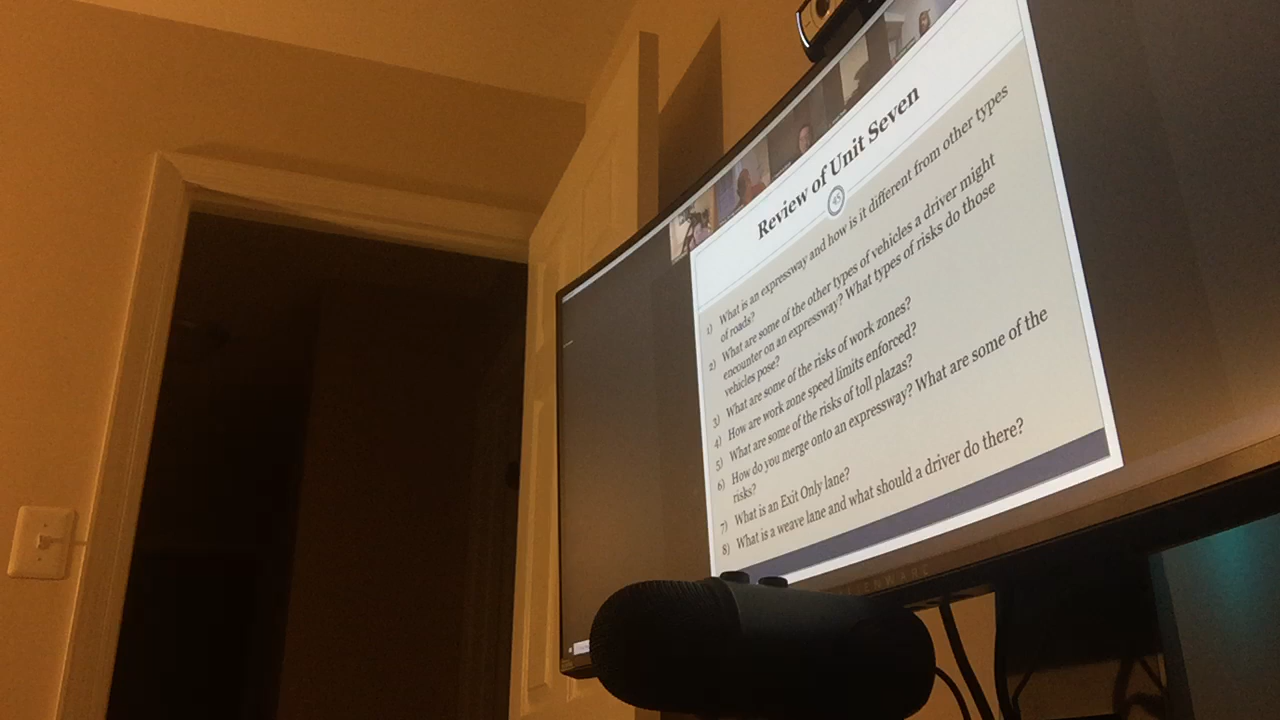 Review of Unit Seven
45
1) What is an expressway and how is it different from other types
of roads?
2) What are some of the other types of vehicles a driver might
encounter on an expressway? What types of risks do those
vehicles pose?
3) What are some of the risks of work zones?
4) How are work zone speed limits enforced?
5) What are some of the risks of toll plazas?
6) How do you merge onto an expressway? What are some of the
risks?
7) What is an Exit Only lane?
8) What is a weave lane and what should a driver do there?